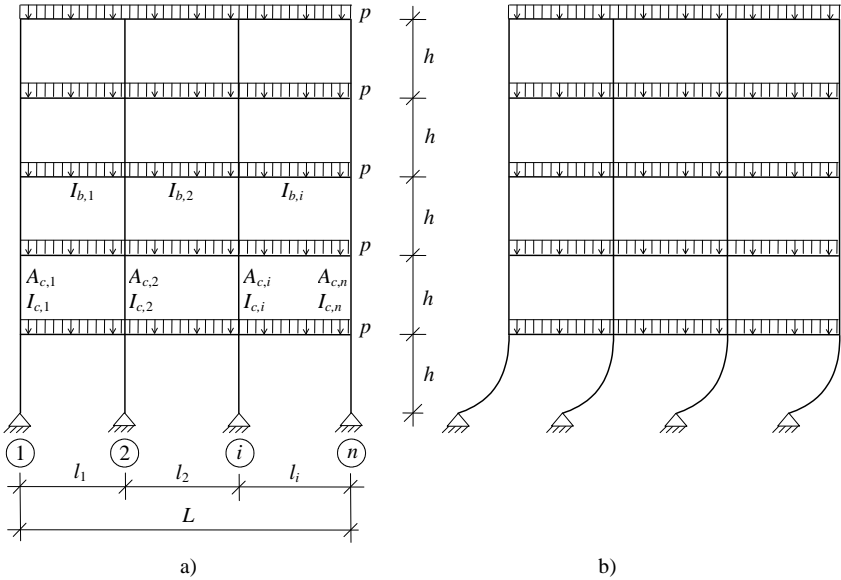 p
h
p
h
p
I_{b,1} I_{b,2} I_{b,i}
h
p
A_{c,1} A_{c,2} A_{c,i} A_{c,n}
I_{c,1} I_{c,2} I_{c,i} I_{c,n}
h
p
h
1 2 i n
l_1 l_2 l_i
L
a) b)